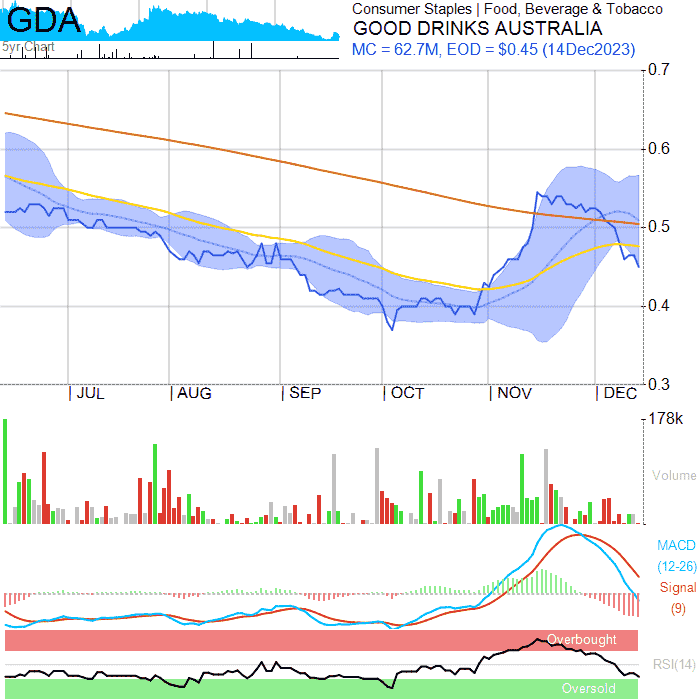 GDA
5yr Chart
Consumer Staples | Food, Beverage & Tobacco
GOOD DRINKS AUSTRALIA
MC = 62.7M, EOD = $0.45 (14Dec2023)
0.7
0.6
0.5
0.4
0.3
| JUL | AUG | SEP | OCT | NOV | DEC
178k
Volume
MACD
(12-26)
Signal
(9)
Overbought
RSI(14)
Oversold